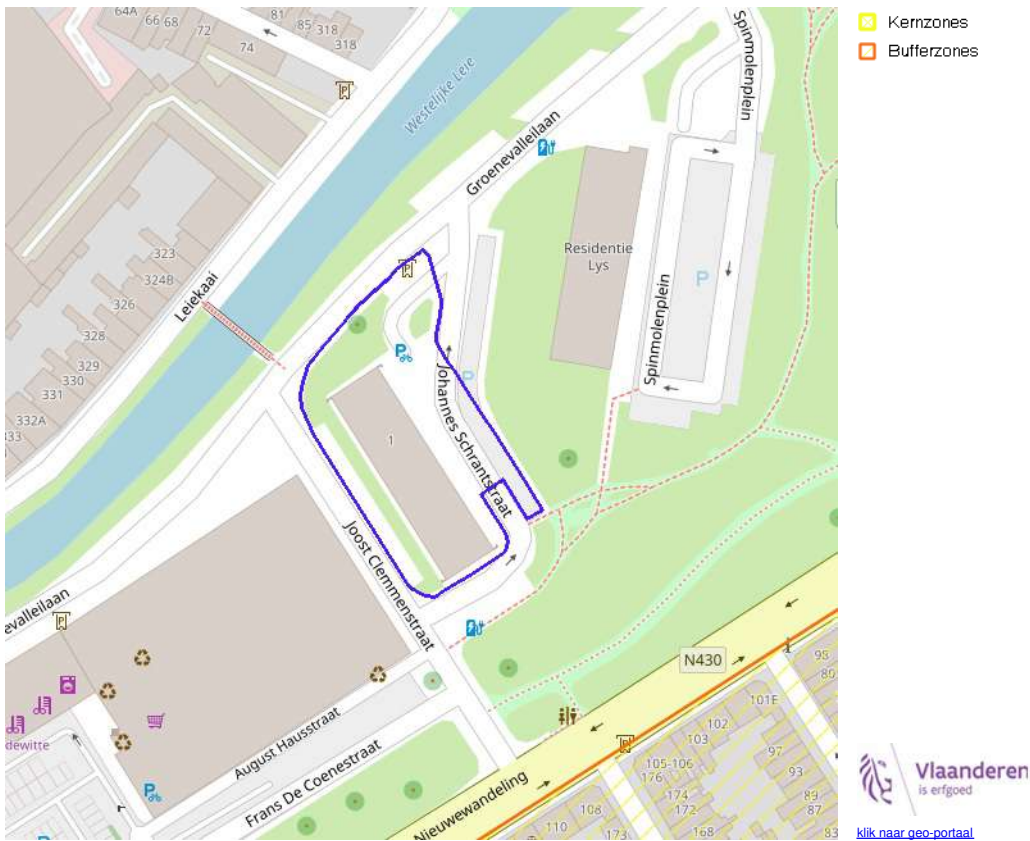 64A
66
68
72
74
81
85
318
318
Westelijke Leie
Leiekaai
323
324B
326
328
329
330
331
332A
333
Groenevalleilaan
Spinmolenplein
Residentie
Lys
Spinmolenplein
P
P
P
P
P
1
Johannes Schrantstraat
Joost Clemmenstraat
evalleilaan
P
dewitte
P
August Hausstraat
Frans De Coenestraat
Nieuwewandeling
N430
P
98
80
101E
102
103
97
105-106
176
93
174
172
89
87
108
110
173
168
83
Kernzones
Bufferzones
Vlaanderen
is erfgoed
klik naar geo-portaal